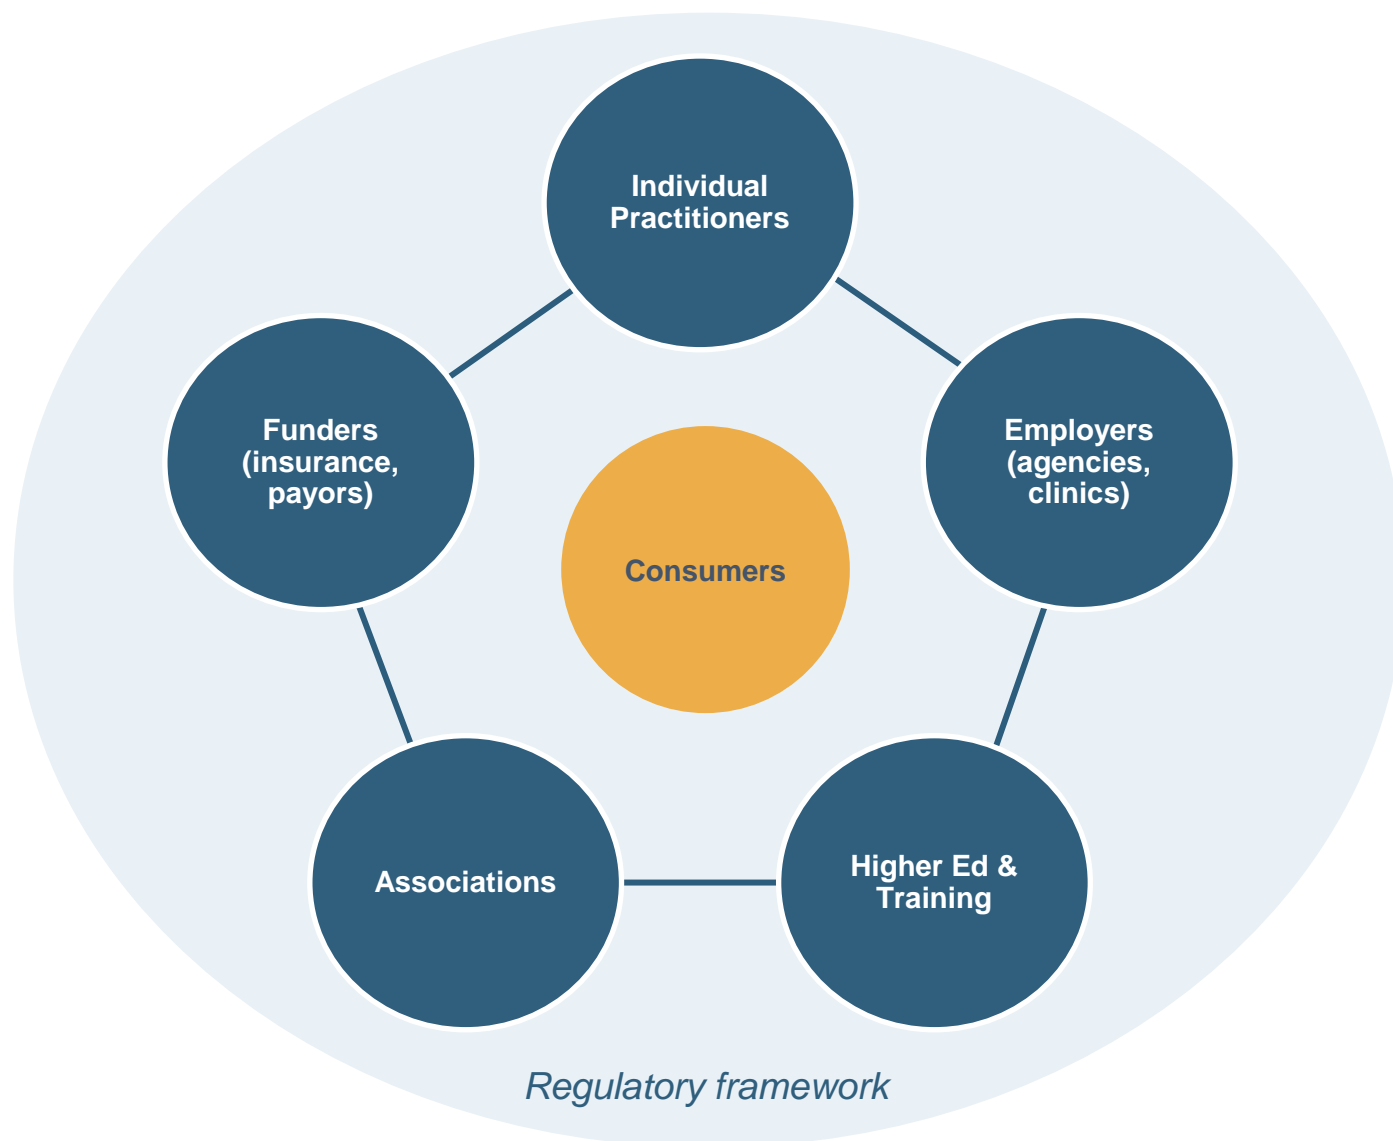 Individual
Practitioners
Funders
(insurance,
payors)
Employers
(agencies,
clinics)
Consumers
Associations
Higher Ed &
Training
Regulatory framework